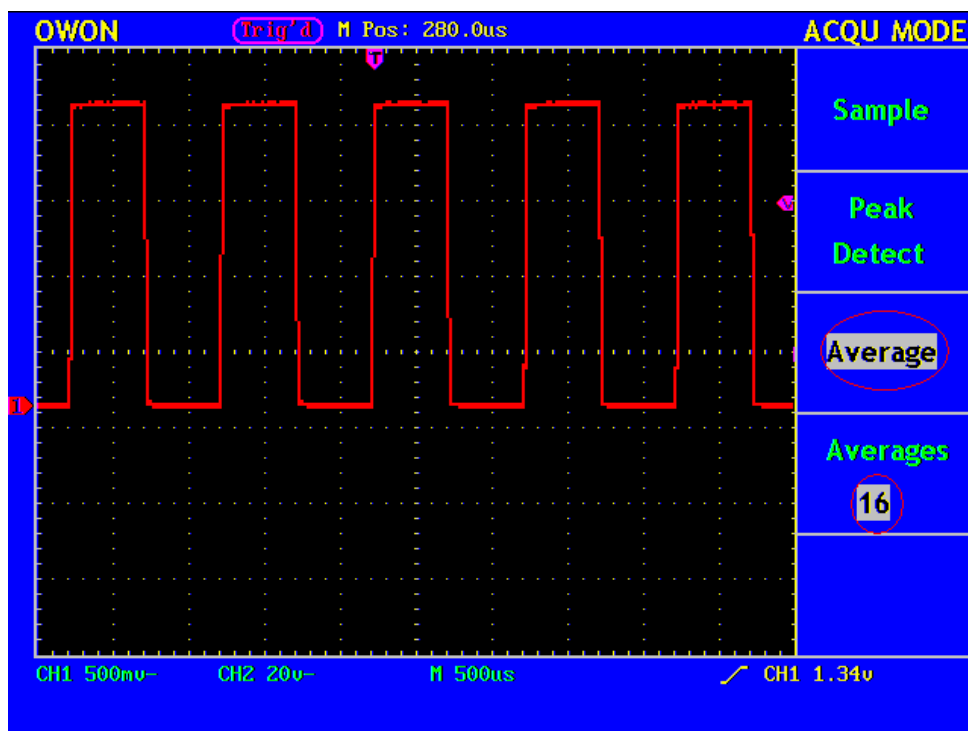 OWON Trig'd M Pos: 280.0us ACQU MODE
T
Sample
Peak
Detect
Average
1
Averages
16
CH1 500mv- CH2 20v- M 500us CH1 1.34v